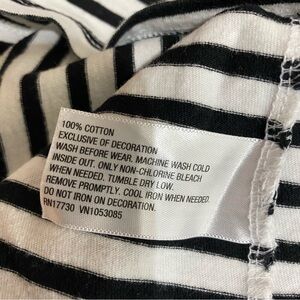 100% COTTON
EXCLUSIVE OF DECORATION
WASH BEFORE WEAR. MACHINE WASH COLD
INSIDE OUT. ONLY NON-CHLORINE BLEACH
WHEN NEEDED. TUMBLE DRY LOW.
REMOVE PROMPTLY. COOL IRON WHEN NEEDED.
DO NOT IRON ON DECORATION.
RN17730 VN1053085